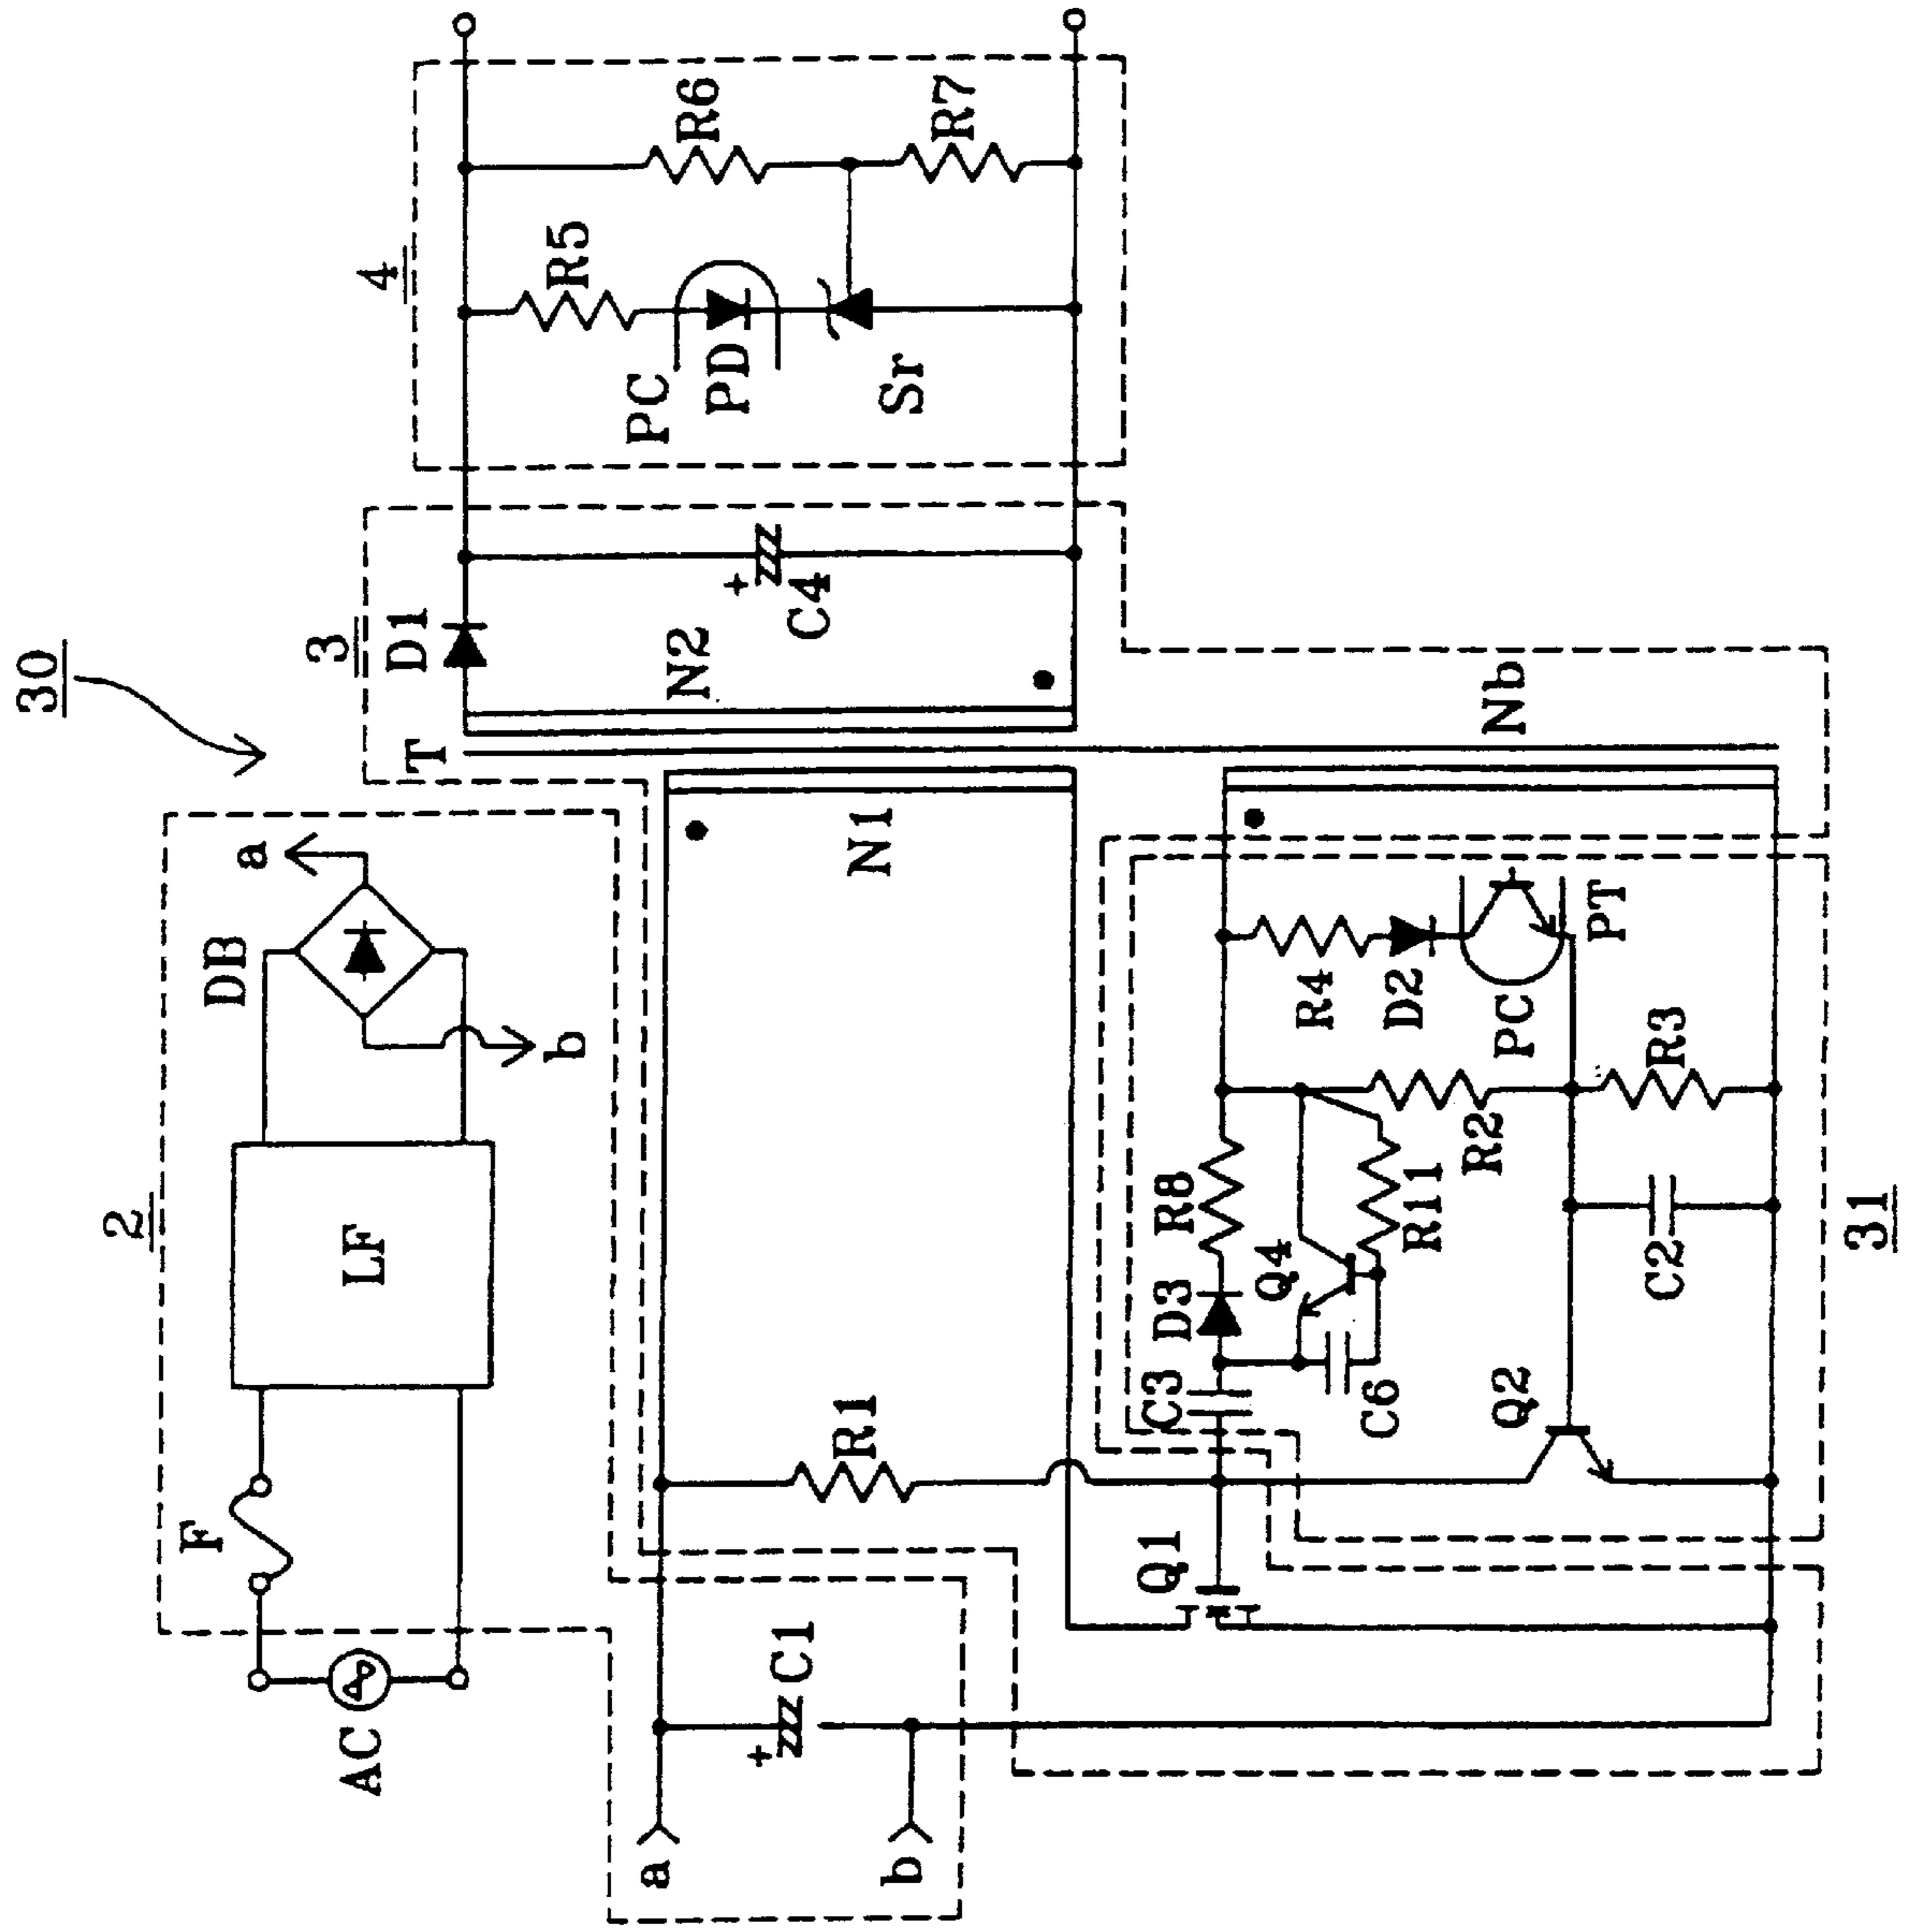 30
2
F
AC
LF
DB
a
b
3
T
D1
N2
C4
+
4
R5
PC
PD
Sr
R6
R7
a
b
+
C1
R1
N1
Nb
Q1
C3
D3
R8
Q4
C6
R11
R2
R4
D2
PC
PT
R3
C2
Q2
31